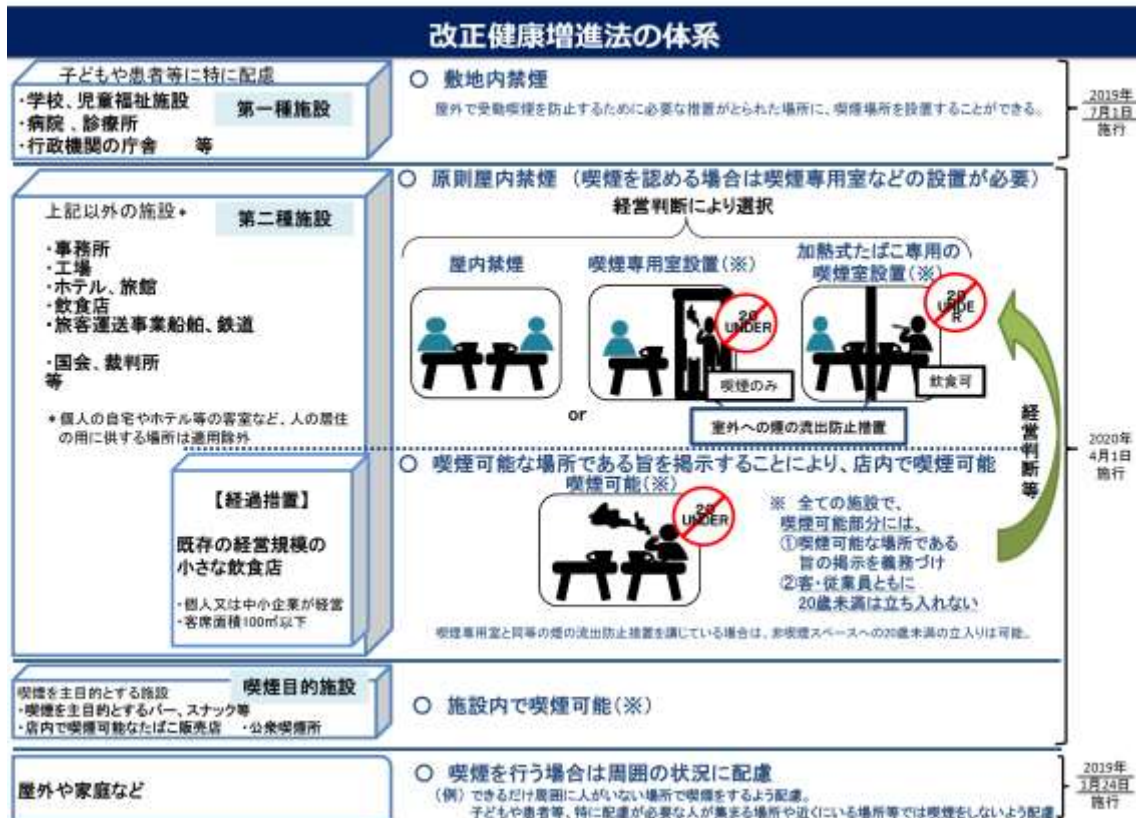 改正健康増進法の体系
子どもや患者等に特に配慮
・学校、児童福祉施設
・病院、診療所
・行政機関の庁舎　等
第一種施設
○ 敷地内禁煙
屋外で受動喫煙を防止するために必要な措置がとられた場所に、喫煙場所を設置することができる。
2019年
7月1日
施行
上記以外の施設*
第二種施設
・事務所
・工場
・ホテル、旅館
・飲食店
・旅客運送事業船舶、鉄道
・国会、裁判所
等
*個人の自宅やホテル等の客室など、人の居住
の用に供する場所は適用除外
○ 原則屋内禁煙 （喫煙を認める場合は喫煙専用室などの設置が必要）
経営判断により選択
屋内禁煙
喫煙専用室設置(※)
加熱式たばこ専用の
喫煙室設置(※)
20
UNDER
20
UNDE
R
喫煙のみ
飲食可
or
室外への煙の流出防止措置
経営判断等
2020年
4月1日
施行
【経過措置】
既存の経営規模の
小さな飲食店
・個人又は中小企業が経営
・客席面積100㎡以下
○ 喫煙可能な場所である旨を掲示することにより、店内で喫煙可能
喫煙可能(※)
20
UNDER
※ 全ての施設で、
喫煙可能部分には、
①喫煙可能な場所である
旨の掲示を義務づけ
②客・従業員ともに
20歳未満は立ち入れない
喫煙専用室と同等の煙の流出防止措置を講じている場合は、非喫煙スペースへの20歳未満の立入りは可能。
喫煙を主目的とする施設
喫煙目的施設
・喫煙を主目的とするバー、スナック等
・店内で喫煙可能なたばこ販売店　・公衆喫煙所
○ 施設内で喫煙可能(※)
屋外や家庭など
○ 喫煙を行う場合は周囲の状況に配慮
（例）できるだけ周囲に人がいない場所で喫煙をするよう配慮。
子どもや患者等、特に配慮が必要な人が集まる場所や近くにいる場所等では喫煙をしないよう配慮
2019年
1月24日
施行